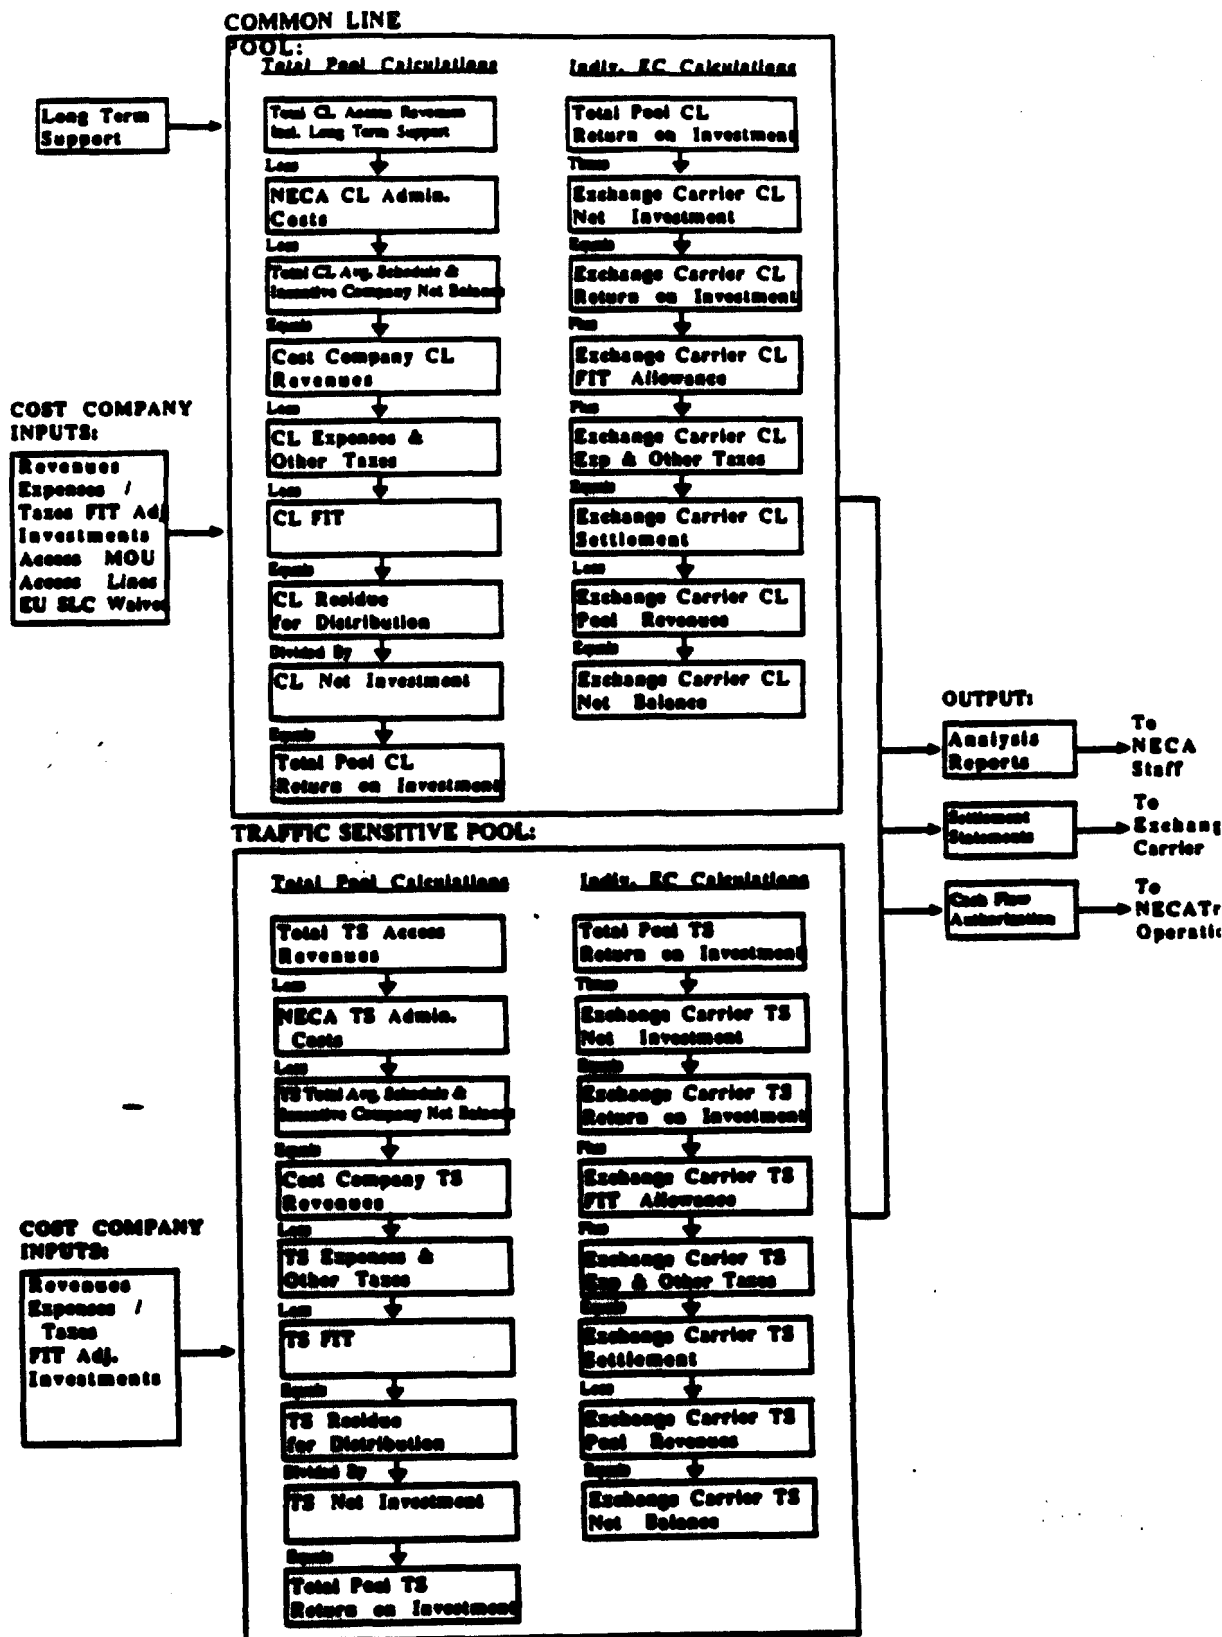 COMMON LINE
POOL:
Total Pool Calculations
Indiv. EC Calculations
Long Term
Support
Total CL Access Revenues
Incl. Long Term Support
Less
NECA CL Admin.
Costs
Less
Total CL Avg. Schedule &
Incentive Company Net Balance
Equals
Cost Company CL
Revenues
Less
CL Expenses &
Other Taxes
Less
CL FIT
Equals
CL Residue
for Distribution
Divided By
CL Net Investment
Equals
Total Pool CL
Return on Investment
Total Pool CL
Return on Investment
Times
Exchange Carrier CL
Net Investment
Equals
Exchange Carrier CL
Return on Investment
Plus
Exchange Carrier CL
FIT Allowance
Plus
Exchange Carrier CL
Exp & Other Taxes
Equals
Exchange Carrier CL
Settlement
Less
Exchange Carrier CL
Pool Revenues
Equals
Exchange Carrier CL
Net Balance
COST COMPANY
INPUTS:
Revenues
Expenses /
Taxes FIT Adj
Investments
Access MOU
Access Lines
EU SLC Waived
TRAFFIC SENSITIVE POOL:
Total Pool Calculations
Indiv. EC Calculations
Total TS Access
Revenues
Less
NECA TS Admin.
Costs
Less
TS Total Avg. Schedule &
Incentive Company Net Balance
Equals
Cost Company TS
Revenues
Less
TS Expenses &
Other Taxes
Less
TS FIT
Equals
TS Residue
for Distribution
Divided By
TS Net Investment
Equals
Total Pool TS
Return on Investment
Total Pool TS
Return on Investment
Times
Exchange Carrier TS
Net Investment
Equals
Exchange Carrier TS
Return on Investment
Plus
Exchange Carrier TS
FIT Allowance
Plus
Exchange Carier TS
Exp & Other Taxes
Equals
Exchange Carrier TS
Settlement
Less
Exchange Carrier TS
Pool Revenues
Equals
Exchange Carrier TS
Net Balance
COST COMPANY
INPUTS:
Revenues
Expenses /
Taxes
FIT Adj.
Investments
OUTPUT:
Analysis
Reports
To
NECA
Staff
Settlement
Statements
To
Exchang
Carrier
Cash Flow
Authorization
To
NECATr
Operatio